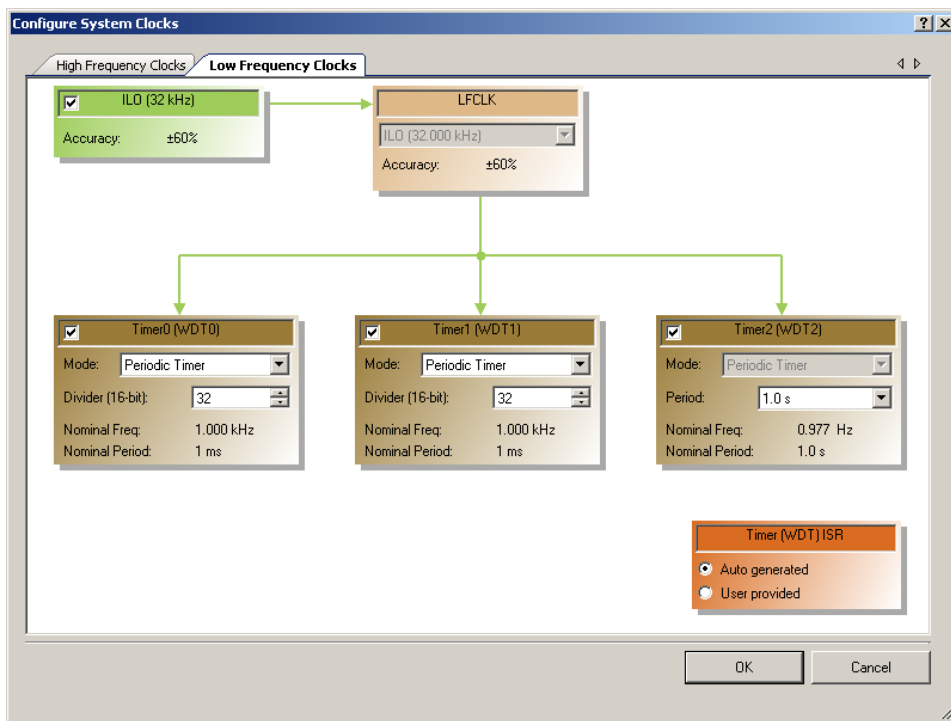 Configure System Clocks
High Frequency Clocks Low Frequency Clocks
ILO (32 kHz)
Accuracy: ±60%
LFCLK
ILO (32.000 kHz)
Accuracy: ±60%
Timer0 (WDT0)
Mode: Periodic Timer
Divider (16-bit): 32
Nominal Freq: 1.000 kHz
Nominal Period: 1 ms
Timer1 (WDT1)
Mode: Periodic Timer
Divider (16-bit): 32
Nominal Freq: 1.000 kHz
Nominal Period: 1 ms
Timer2 (WDT2)
Mode: Periodic Timer
Period: 1.0 s
Nominal Freq: 0.977 Hz
Nominal Period: 1.0 s
Timer (WDT) ISR
Auto generated
User provided
OK Cancel